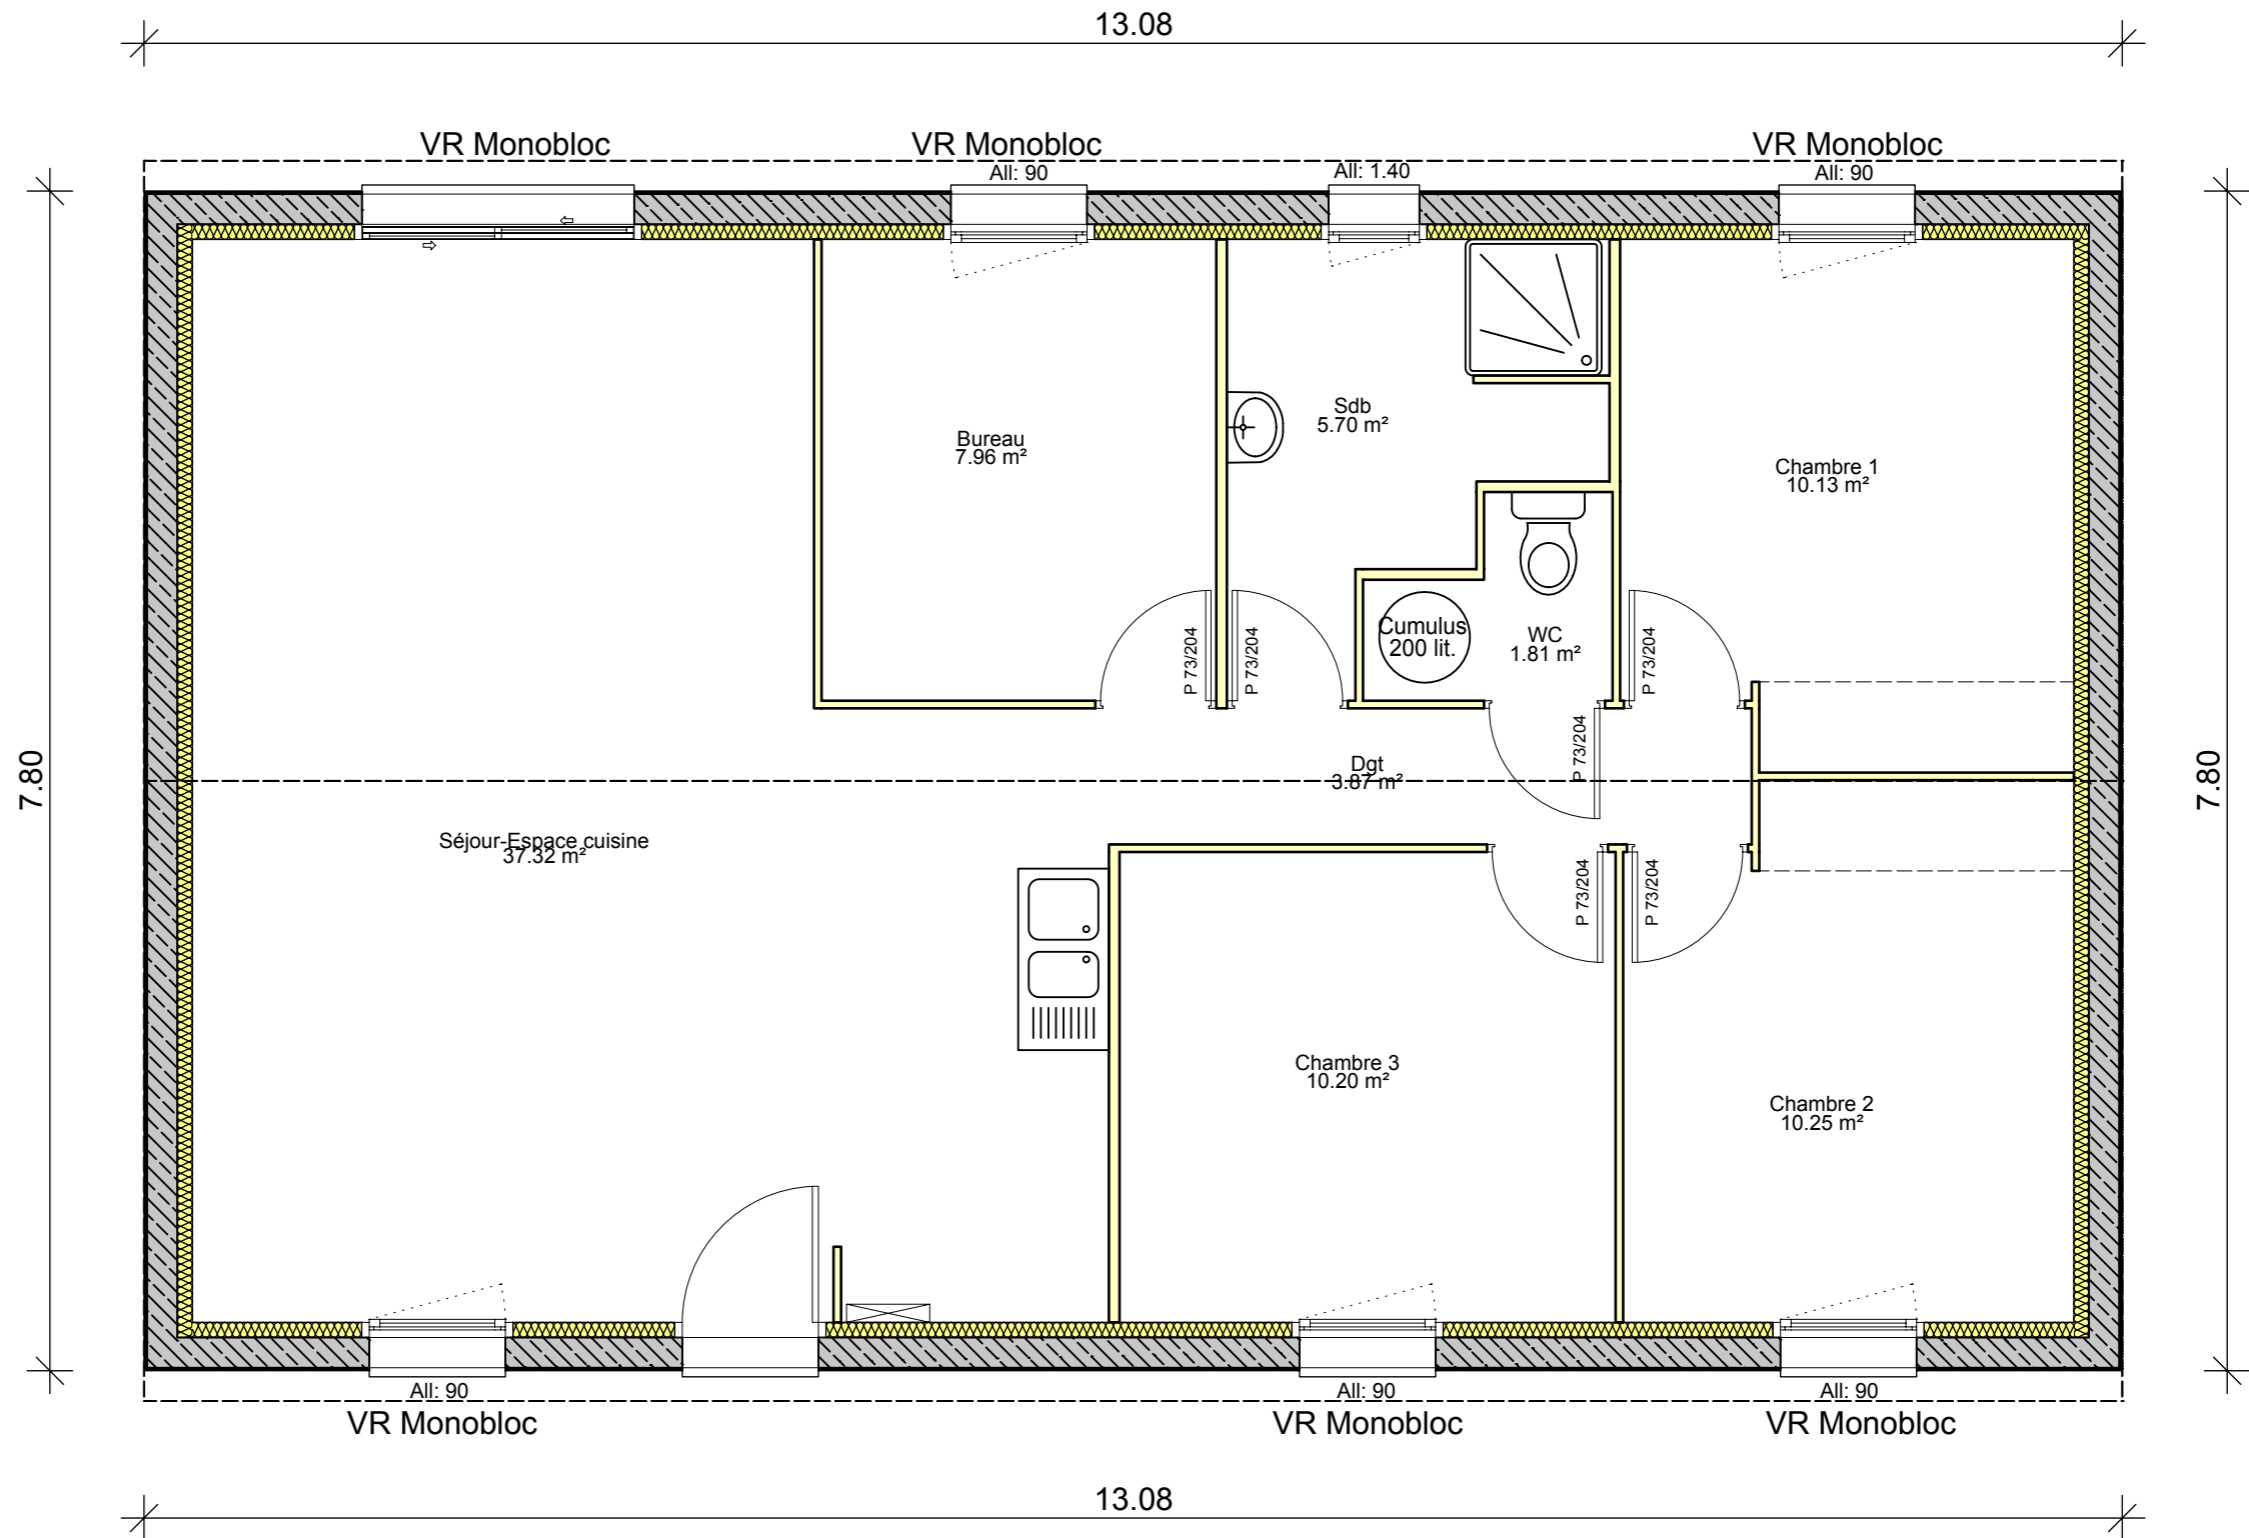 13.08
VR Monobloc
VR Monobloc
VR Monobloc
All: 90
All: 1.40
All: 90
Sdb
5.70 m²
Bureau
7.96 m²
Chambre 1
10.13 m²
Cumulus
200 lit.
WC
1.81 m²
P 73/204
P 73/204
P 73/204
P 73/204
Dgt
3.87 m²
7.80
7.80
Séjour-Espace cuisine
37.32 m²
P 73/204
P 73/204
Chambre 3
10.20 m²
Chambre 2
10.25 m²
All: 90
All: 90
All: 90
VR Monobloc
VR Monobloc
VR Monobloc
13.08